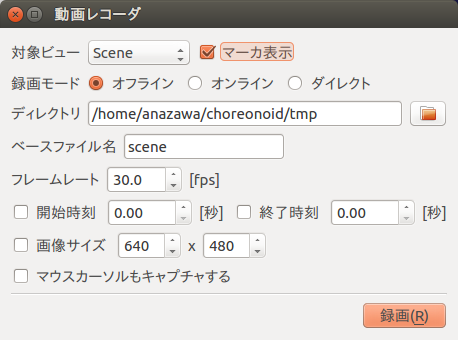 動画レコーダ
対象ビュー Scene マーカ表示
録画モード オフライン オンライン ダイレクト
ディレクトリ /home/anazawa/choreonoid/tmp
ベースファイル名 scene
フレームレート 30.0 [fps]
開始時刻 0.00 [秒] 終了時刻 0.00 [秒]
画像サイズ 640 x 480
マウスカーソルもキャプチャする
録画(R)